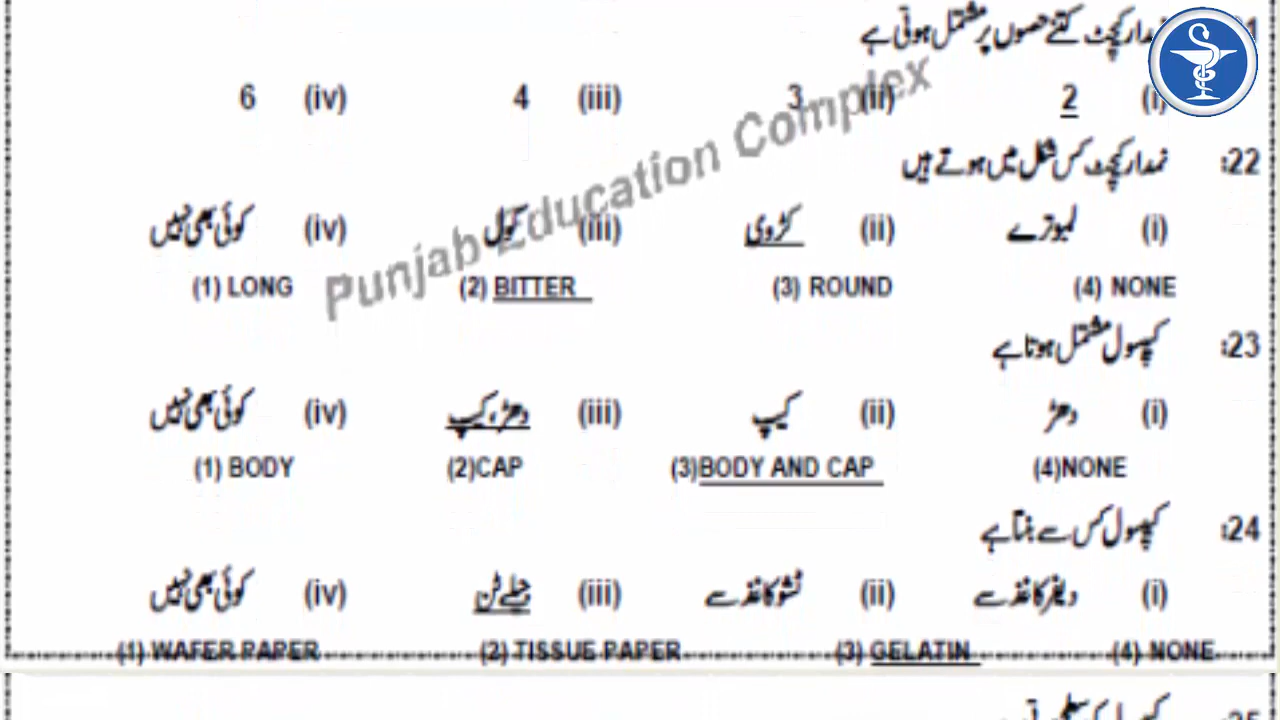 نمدار کیچٹ کتنے حصوں پر مشتمل ہوتی ہے
(i) 2 (ii) 3 (iii) 4 (iv) 6
22: نمدار کیچٹ کس شکل میں ہوتے ہیں
(i) لمبوترے (ii) کڑوی (iii) گول (iv) کوئی بھی نہیں
(1) LONG (2) BITTER (3) ROUND (4) NONE
23: کپسول مشتمل ہوتا ہے
(i) دھڑ (ii) کیپ (iii) دھڑ، کیپ (iv) کوئی بھی نہیں
(1) BODY (2)CAP (3)BODY AND CAP (4)NONE
24: کپسول کس سے بنتا ہے
(i) ویفر کاغذ سے (ii) ٹشو کاغذ سے (iii) جیلے ٹن (iv) کوئی بھی نہیں
(1) WAFER PAPER (2) TISSUE PAPER (3) GELATIN (4) NONE
Punjab Education Complex